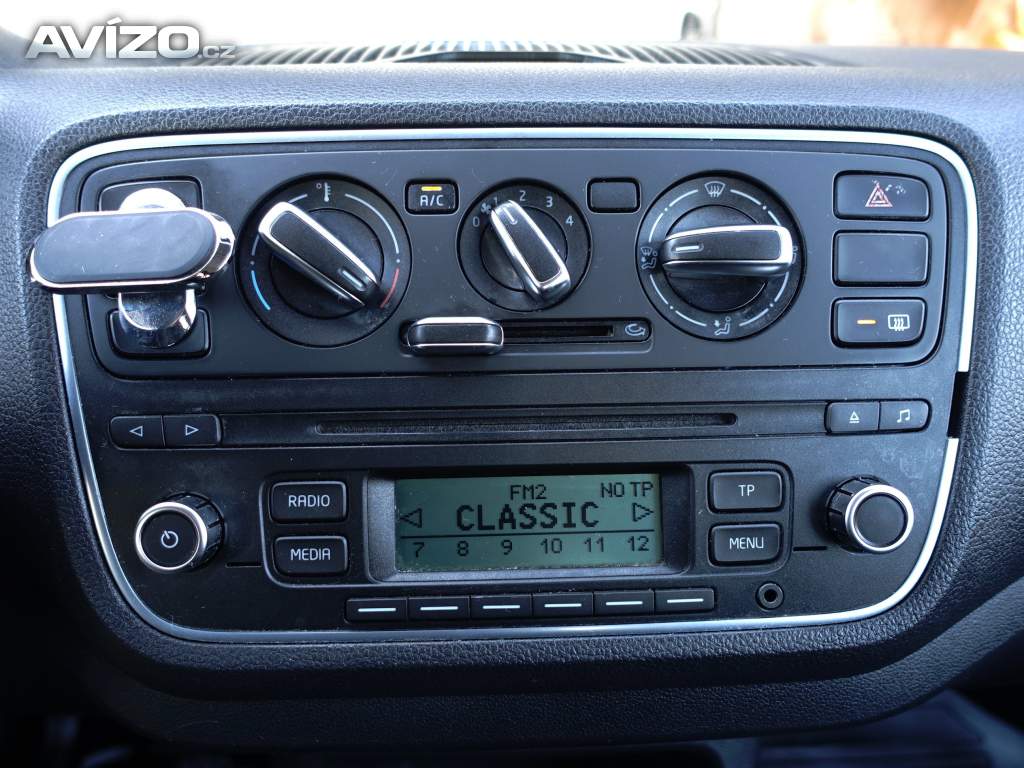 AVÍZO.cz
A/C
0 1 2 3 4
FM2 NO TP
CLASSIC
7 8 9 10 11 12
RADIO
MEDIA
TP
MENU